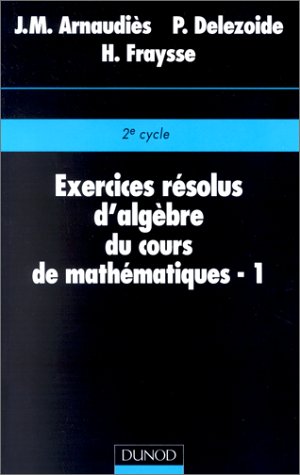 J.M. Arnaudiès P. Delezoide
H. Fraysse
2e cycle
Exercices résolus
d'algèbre
du cours
de mathématiques - 1
DUNOD